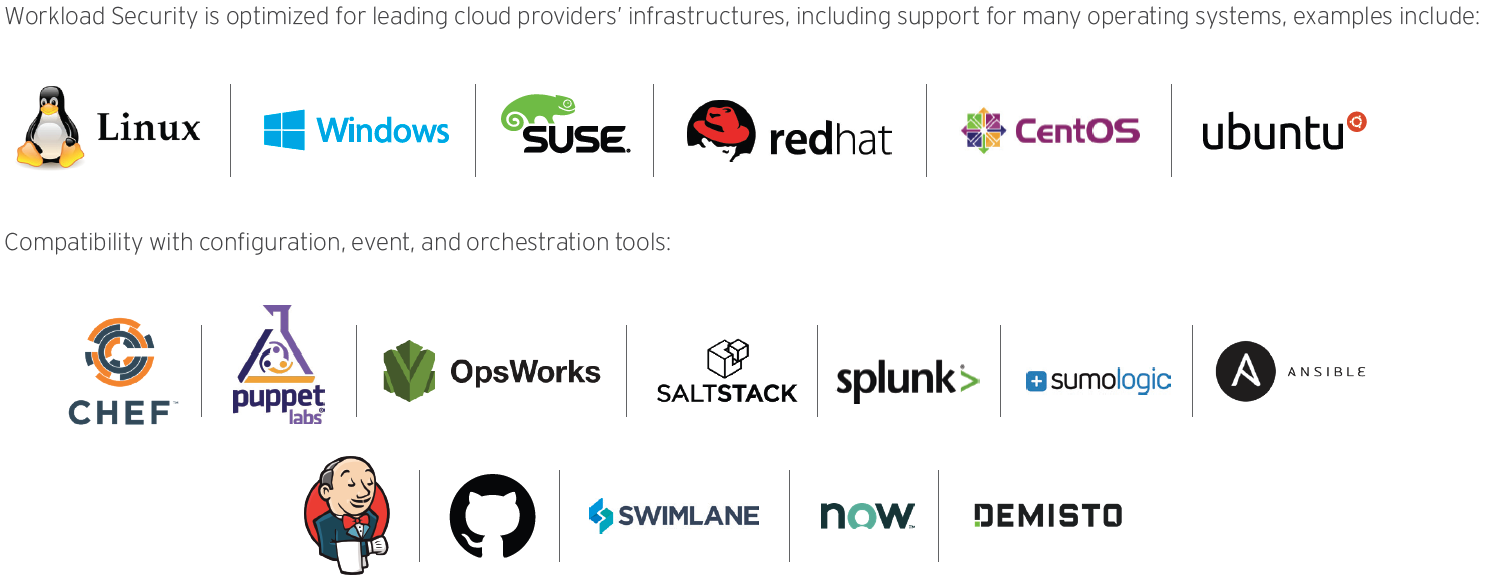 Workload Security is optimized for leading cloud providers’ infrastructures, including support for many operating systems, examples include:
Linux
Windows
SUSE.
redhat
CentOS
ubuntu
Compatibility with configuration, event, and orchestration tools:
CHEF™
puppet
labs®
OpsWorks
SALTSTACK
splunk>
sumologic
A ANSIBLE
SWIMLANE
now™
DEMISTO